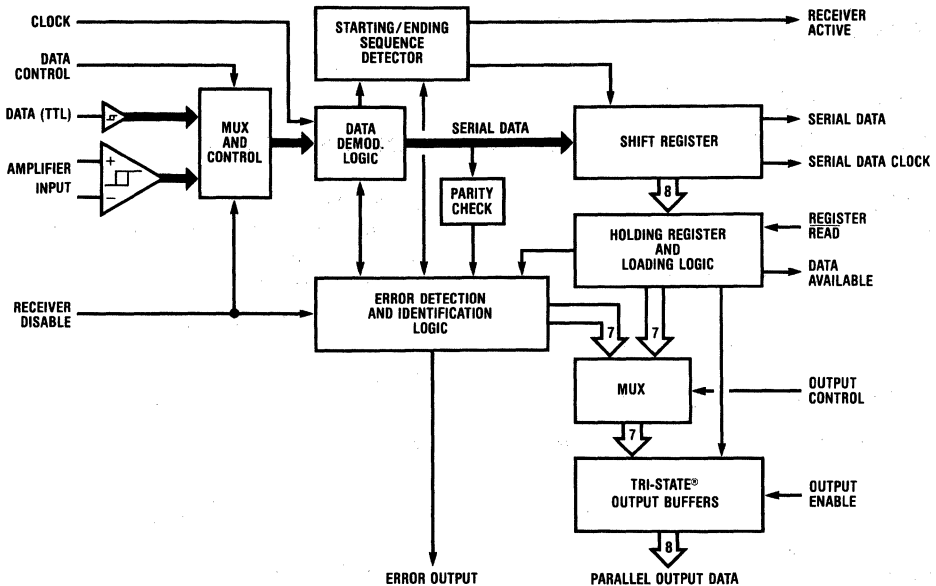 CLOCK
STARTING/ENDING
SEQUENCE
DETECTOR
RECEIVER
ACTIVE
DATA
CONTROL
DATA (TTL)
MUX
AND
CONTROL
DATA
DEMOD.
LOGIC
SERIAL DATA
SHIFT REGISTER
SERIAL DATA
SERIAL DATA CLOCK
AMPLIFIER
INPUT
+
−
PARITY
CHECK
8
HOLDING REGISTER
AND
LOADING LOGIC
REGISTER
READ
DATA
AVAILABLE
RECEIVER
DISABLE
ERROR DETECTION
AND IDENTIFICATION
LOGIC
7
7
MUX
OUTPUT
CONTROL
7
TRI-STATE®
OUTPUT BUFFERS
OUTPUT
ENABLE
8
ERROR OUTPUT
PARALLEL OUTPUT DATA